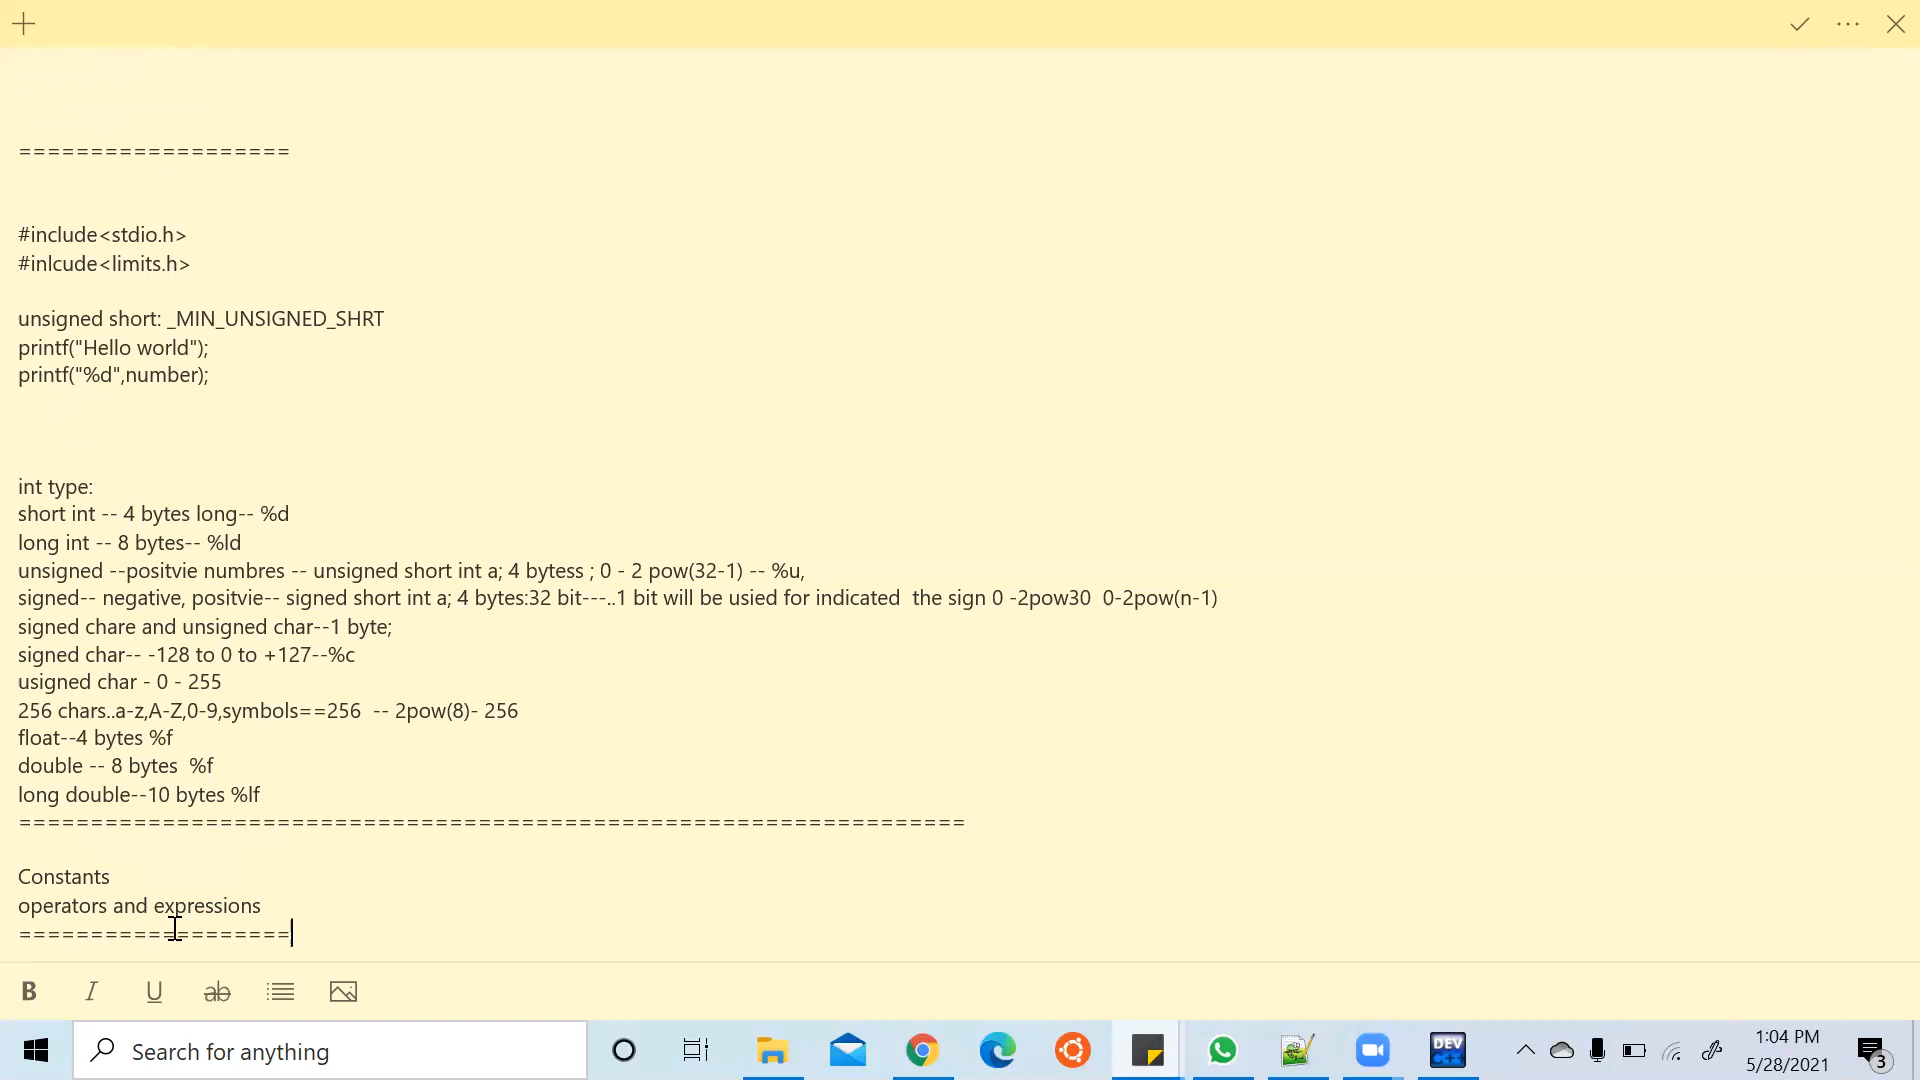 ===================
#include<stdio.h>
#inlcude<limits.h>
unsigned short: _MIN_UNSIGNED_SHRT
printf("Hello world");
printf("%d",number);
int type:
short int -- 4 bytes long-- %d
long int -- 8 bytes-- %ld
unsigned --positvie numbres -- unsigned short int a; 4 bytess ; 0 - 2 pow(32-1) -- %u,
signed-- negative, positvie-- signed short int a; 4 bytes:32 bit---..1 bit will be usied for indicated  the sign 0 -2pow30  0-2pow(n-1)
signed chare and unsigned char--1 byte;
signed char-- -128 to 0 to +127--%c
usigned char - 0 - 255
256 chars..a-z,A-Z,0-9,symbols==256  -- 2pow(8)- 256
float--4 bytes %f
double -- 8 bytes  %f
long double--10 bytes %lf
==================================================================
Constants
operators and expressions
===================
B I U ab
Search for anything
DEV C++
1:04 PM
5/28/2021
3